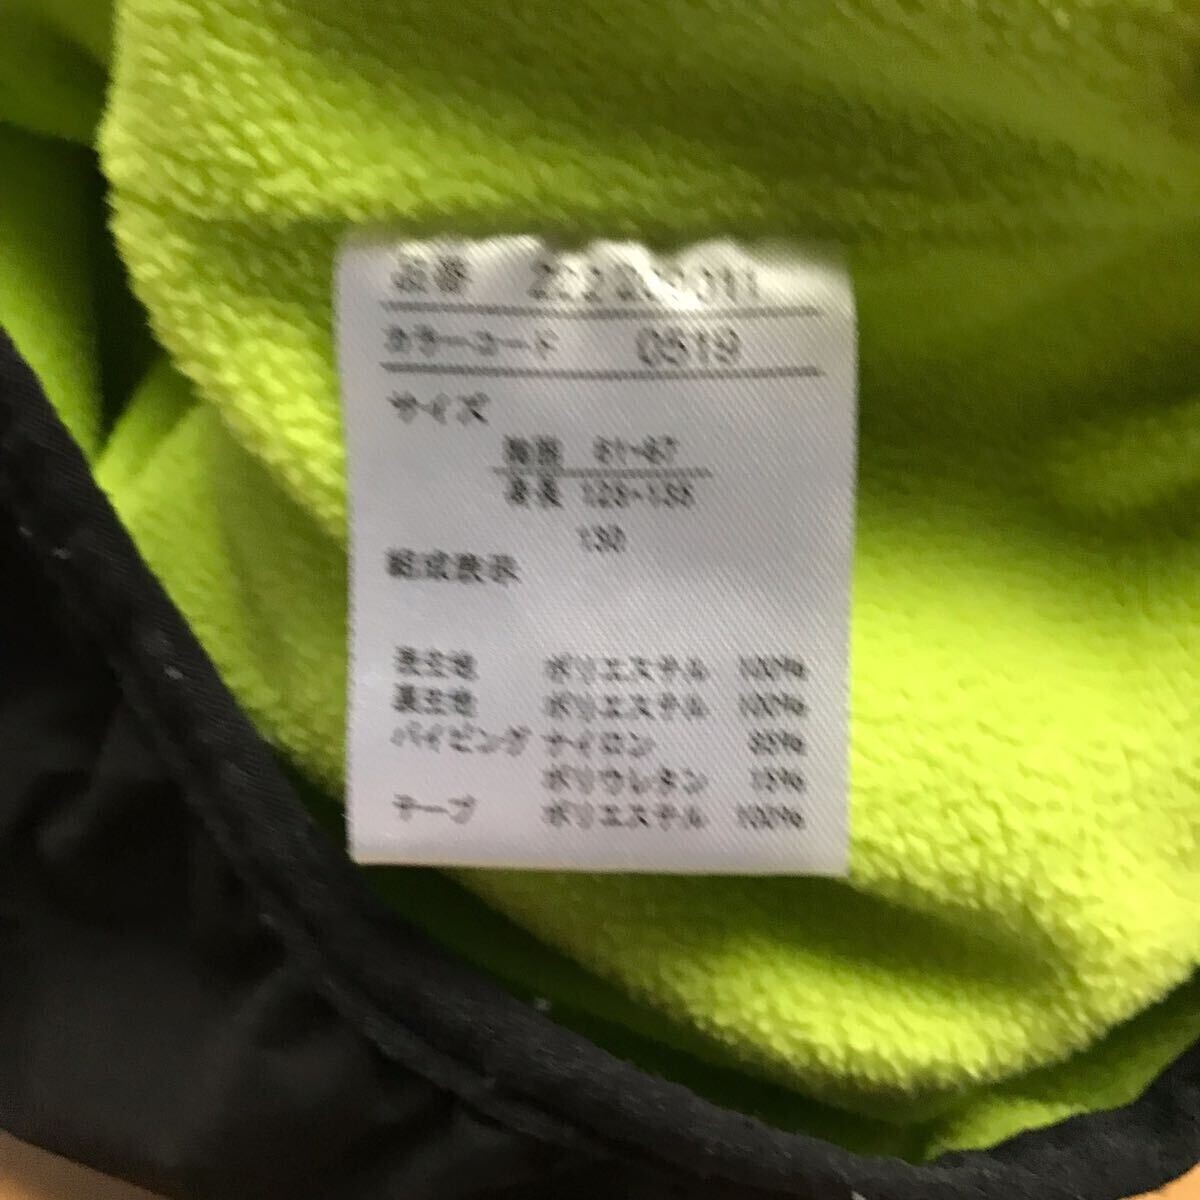 品番
カラーコード 0519
サイズ
胸囲 61-67
身長 125-135
130
組成表示
表生地 ポリエステル 100%
裏生地 ポリエステル 100%
パイピング ナイロン 85%
ポリウレタン 15%
テープ ポリエステル 100%